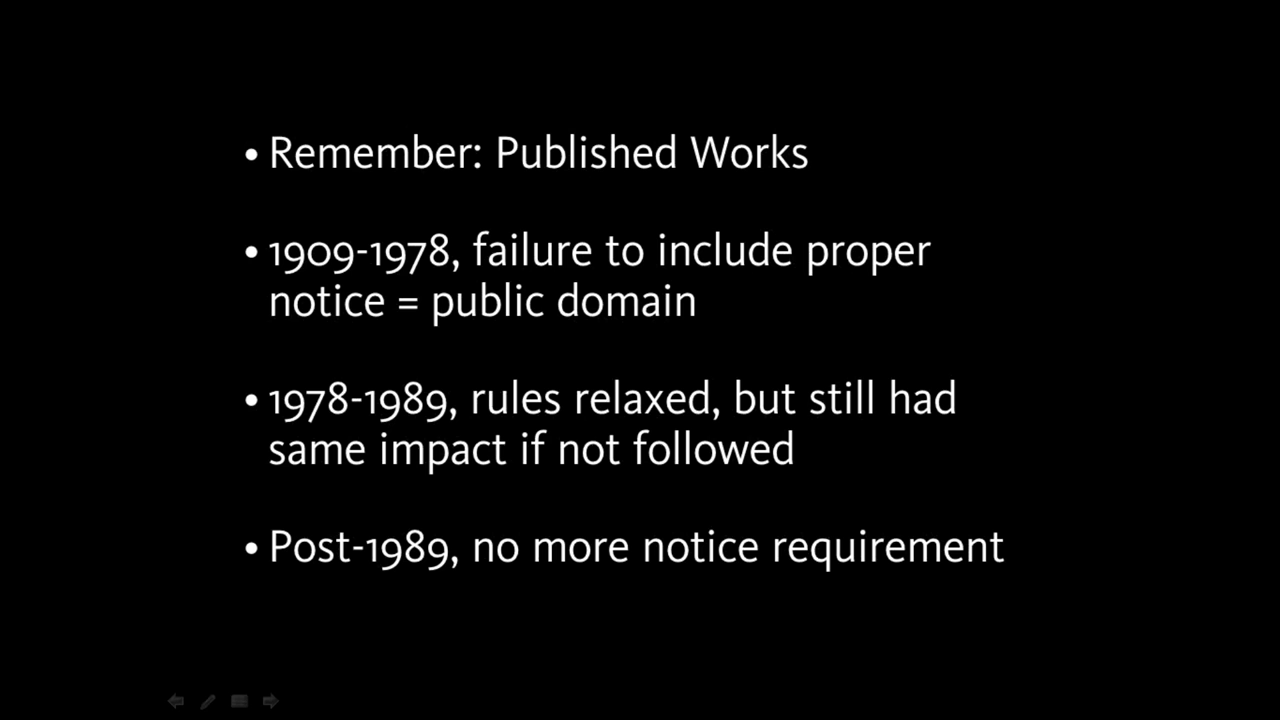 • Remember: Published Works
• 1909-1978, failure to include proper
notice = public domain
• 1978-1989, rules relaxed, but still had
same impact if not followed
• Post-1989, no more notice requirement